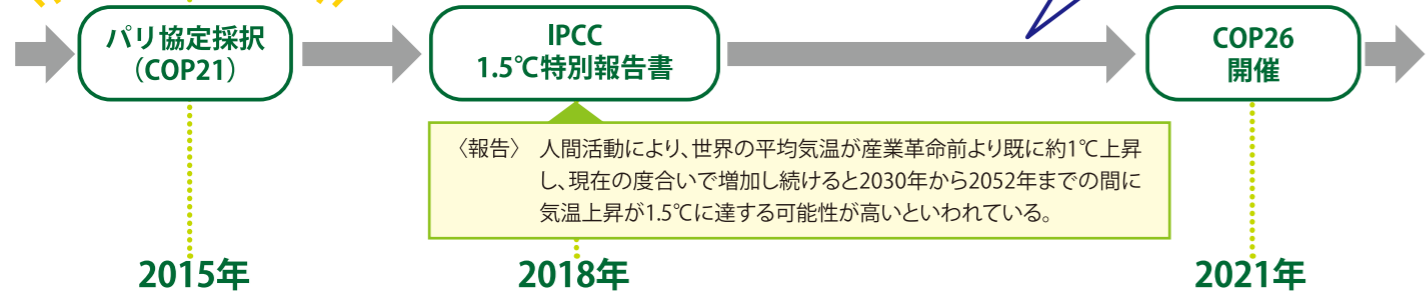 パリ協定採択
（COP21）
IPCC
1.5℃特別報告書
COP26
開催
〈報告〉 人間活動により、世界の平均気温が産業革命前より既に約1℃上昇
し、現在の度合いで増加し続けると2030年から2052年までの間に
気温上昇が1.5℃に達する可能性が高いといわれている。
2015年
2018年
2021年